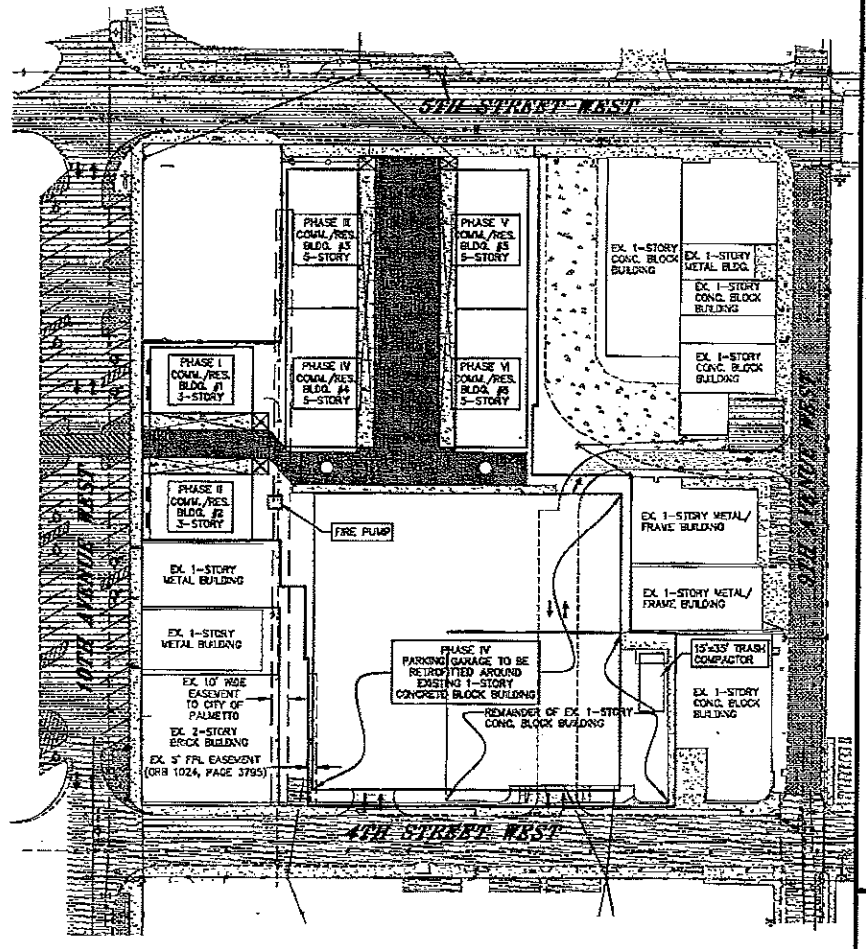 5TH STREET WEST
PHASE III
COMM./RES.
BLDG. #3
5-STORY
PHASE V
COMM./RES.
BLDG. #5
5-STORY
EX. 1-STORY
CONC. BLOCK
BUILDING
EX. 1-STORY
METAL BLDG.
EX. 1-STORY
CONC. BLOCK
BUILDING
EX. 1-STORY
CONC. BLOCK
BUILDING
PHASE I
COMM./RES.
BLDG. #1
3-STORY
PHASE IV
COMM./RES.
BLDG. #4
5-STORY
PHASE VI
COMM./RES.
5-STORY
10TH AVENUE WEST
9TH AVENUE WEST
PHASE II
COMM./RES.
BLDG. #2
3-STORY
FIRE PUMP
EX. 1-STORY METAL/
FRAME BUILDING
EX. 1-STORY
METAL BUILDING
EX. 1-STORY METAL/
FRAME BUILDING
EX. 1-STORY
METAL BUILDING
PHASE IV
PARKING GARAGE TO BE
RETROFITTED AROUND
EXISTING 1-STORY
CONCRETE BLOCK BUILDING
15'x35' TRASH
COMPACTOR
EX. 10' WIDE
EASEMENT
TO CITY OF
PALMETTO
REMAINDER OF EX. 1-STORY
CONC. BLOCK BUILDING
EX. 1-STORY
CONC. BLOCK
BUILDING
EX. 2-STORY
BRICK BUILDING
EX. 5' FPL EASEMENT
(ORB 1024, PAGE 3795)
4TH STREET WEST